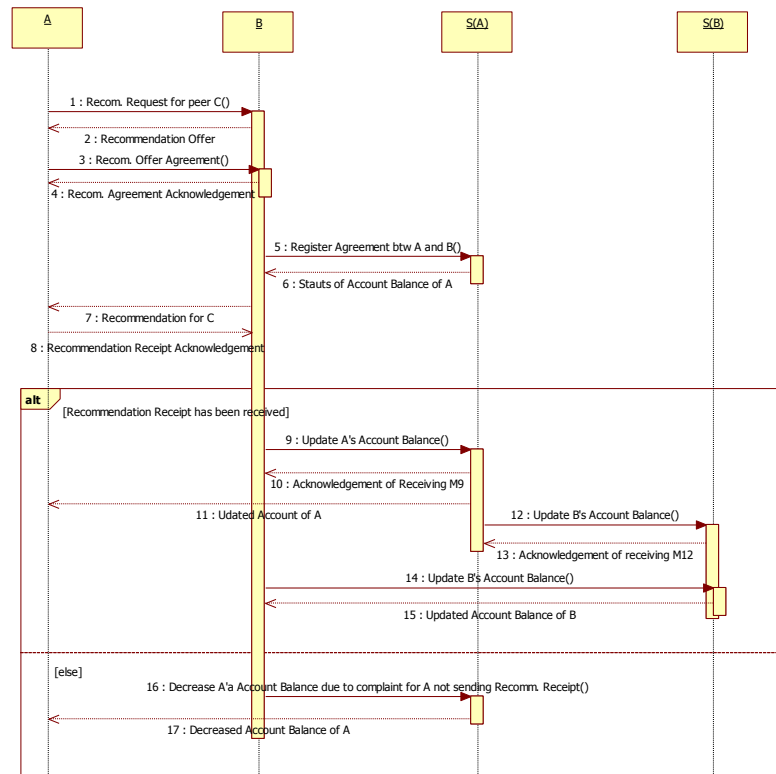 A
B
S(A)
S(B)
1 : Recom. Request for peer C()
2 : Recommendation Offer
3 : Recom. Offer Agreement()
4 : Recom. Agreement Acknowledgement
5 : Register Agreement btw A and B()
6 : Stauts of Account Balance of A
7 : Recommendation for C
8 : Recommendation Receipt Acknowledgement
alt
[Recommendation Receipt has been received]
9 : Update A's Account Balance()
10 : Acknowledgement of Receiving M9
11 : Udated Account of A
12 : Update B's Account Balance()
13 : Acknowledgement of receiving M12
14 : Update B's Account Balance()
15 : Updated Account Balance of B
[else]
16 : Decrease A'a Account Balance due to complaint for A not sending Recomm. Receipt()
17 : Decreased Account Balance of A